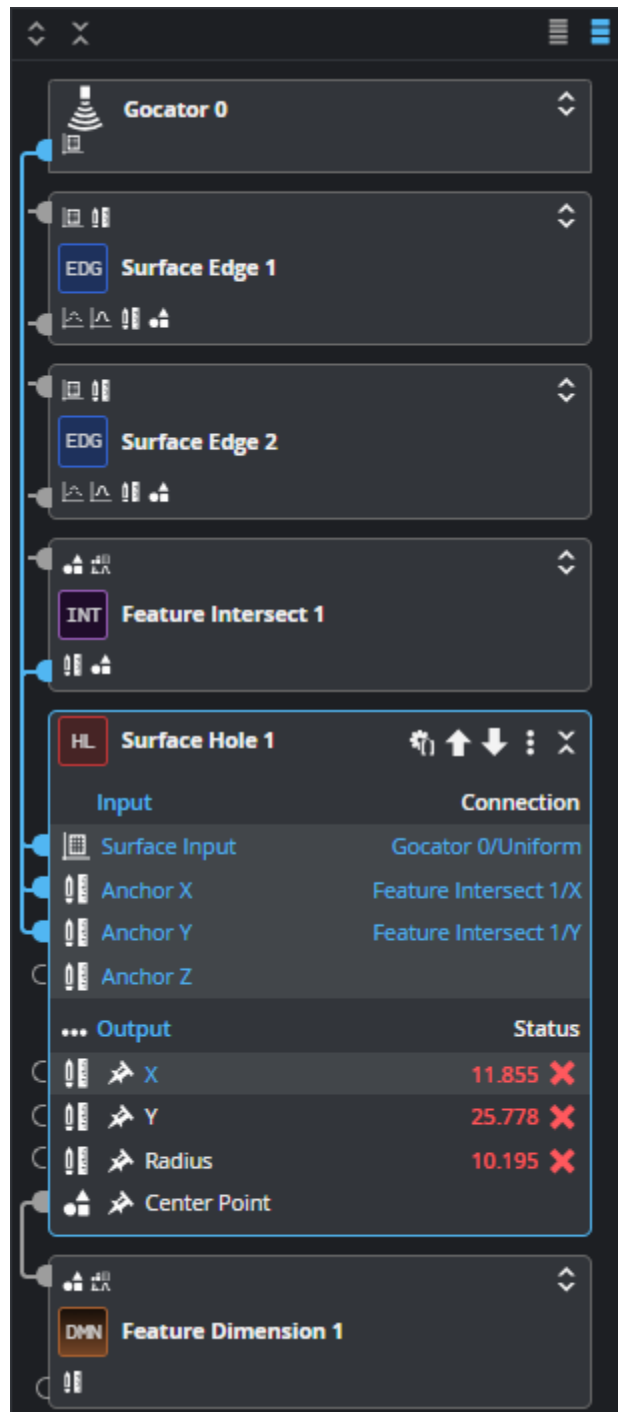 Gocator 0
EDG Surface Edge 1
EDG Surface Edge 2
INT Feature Intersect 1
HL Surface Hole 1
Input Connection
Surface Input Gocator 0/Uniform
Anchor X Feature Intersect 1/X
Anchor Y Feature Intersect 1/Y
Anchor Z
Output Status
X 11.855
Y 25.778
Radius 10.195
Center Point
DMN Feature Dimension 1